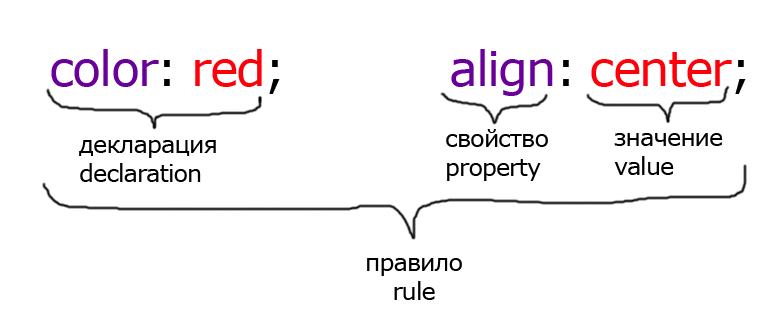 color: red; align: center;
декларация
declaration
свойство
property
значение
value
правило
rule